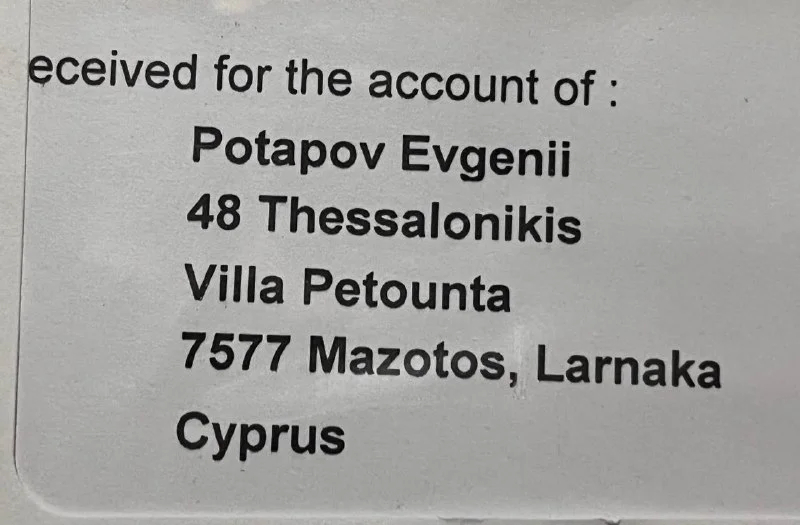 eceived for the account of :
Potapov Evgenii
48 Thessalonikis
Villa Petounta
7577 Mazotos, Larnaka
Cyprus